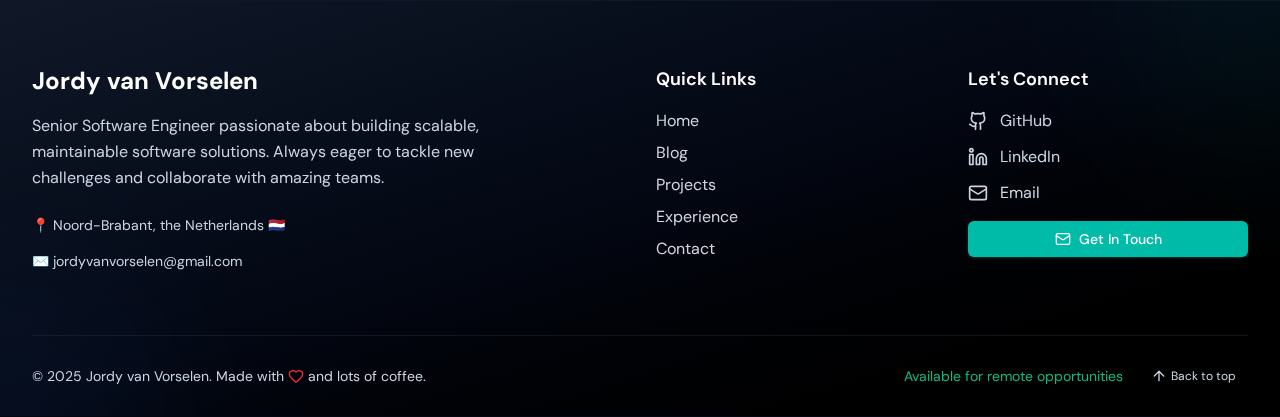 Jordy van Vorselen
Senior Software Engineer passionate about building scalable,
maintainable software solutions. Always eager to tackle new
challenges and collaborate with amazing teams.
📍 Noord-Brabant, the Netherlands 🇳🇱
✉️ jordyvanvorselen@gmail.com
Quick Links
Home
Blog
Projects
Experience
Contact
Let's Connect
GitHub
LinkedIn
Email
Get In Touch
© 2025 Jordy van Vorselen. Made with and lots of coffee.
Available for remote opportunities
Back to top